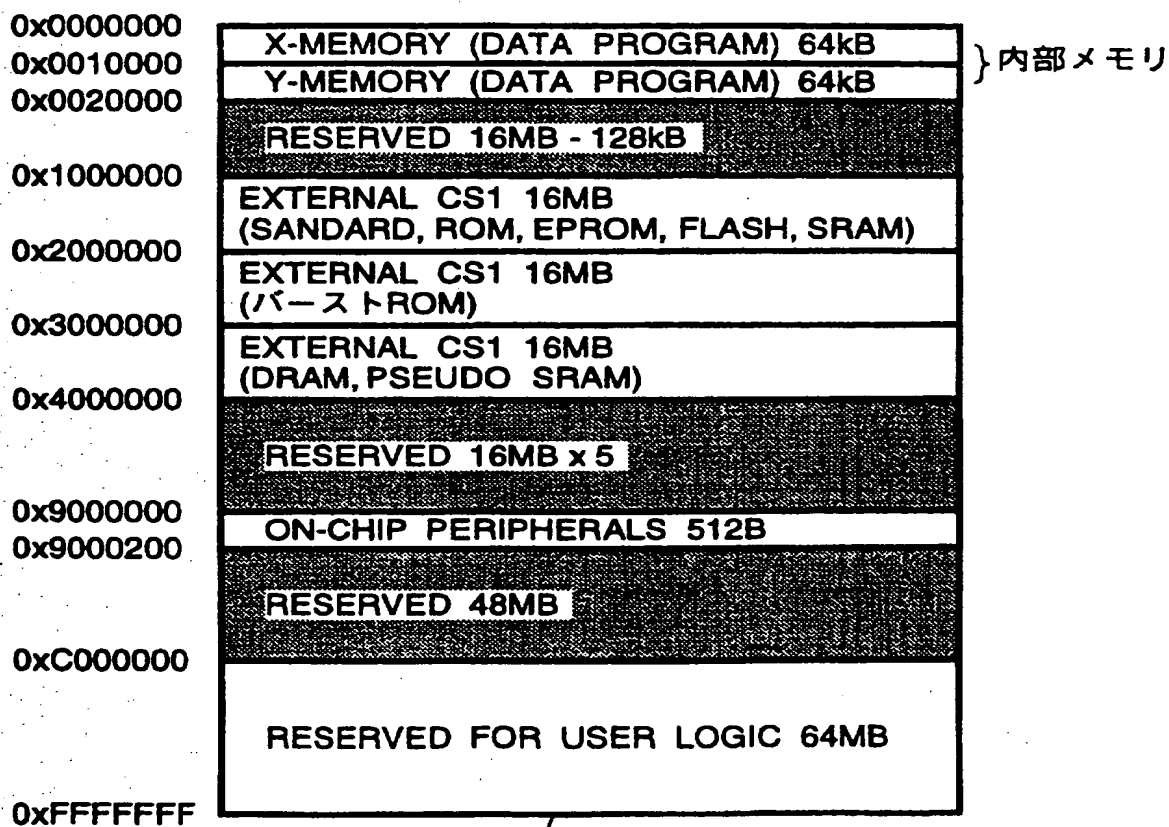 0x0000000
X-MEMORY (DATA PROGRAM) 64kB
0x0010000
Y-MEMORY (DATA PROGRAM) 64kB
}内部メモリ
0x0020000
RESERVED 16MB - 128kB
0x1000000
EXTERNAL CS1 16MB
(SANDARD, ROM, EPROM, FLASH, SRAM)
0x2000000
EXTERNAL CS1 16MB
(バーストROM)
0x3000000
EXTERNAL CS1 16MB
(DRAM, PSEUDO SRAM)
0x4000000
RESERVED 16MB x 5
0x9000000
ON-CHIP PERIPHERALS 512B
0x9000200
RESERVED 48MB
0xC000000
RESERVED FOR USER LOGIC 64MB
0xFFFFFFF